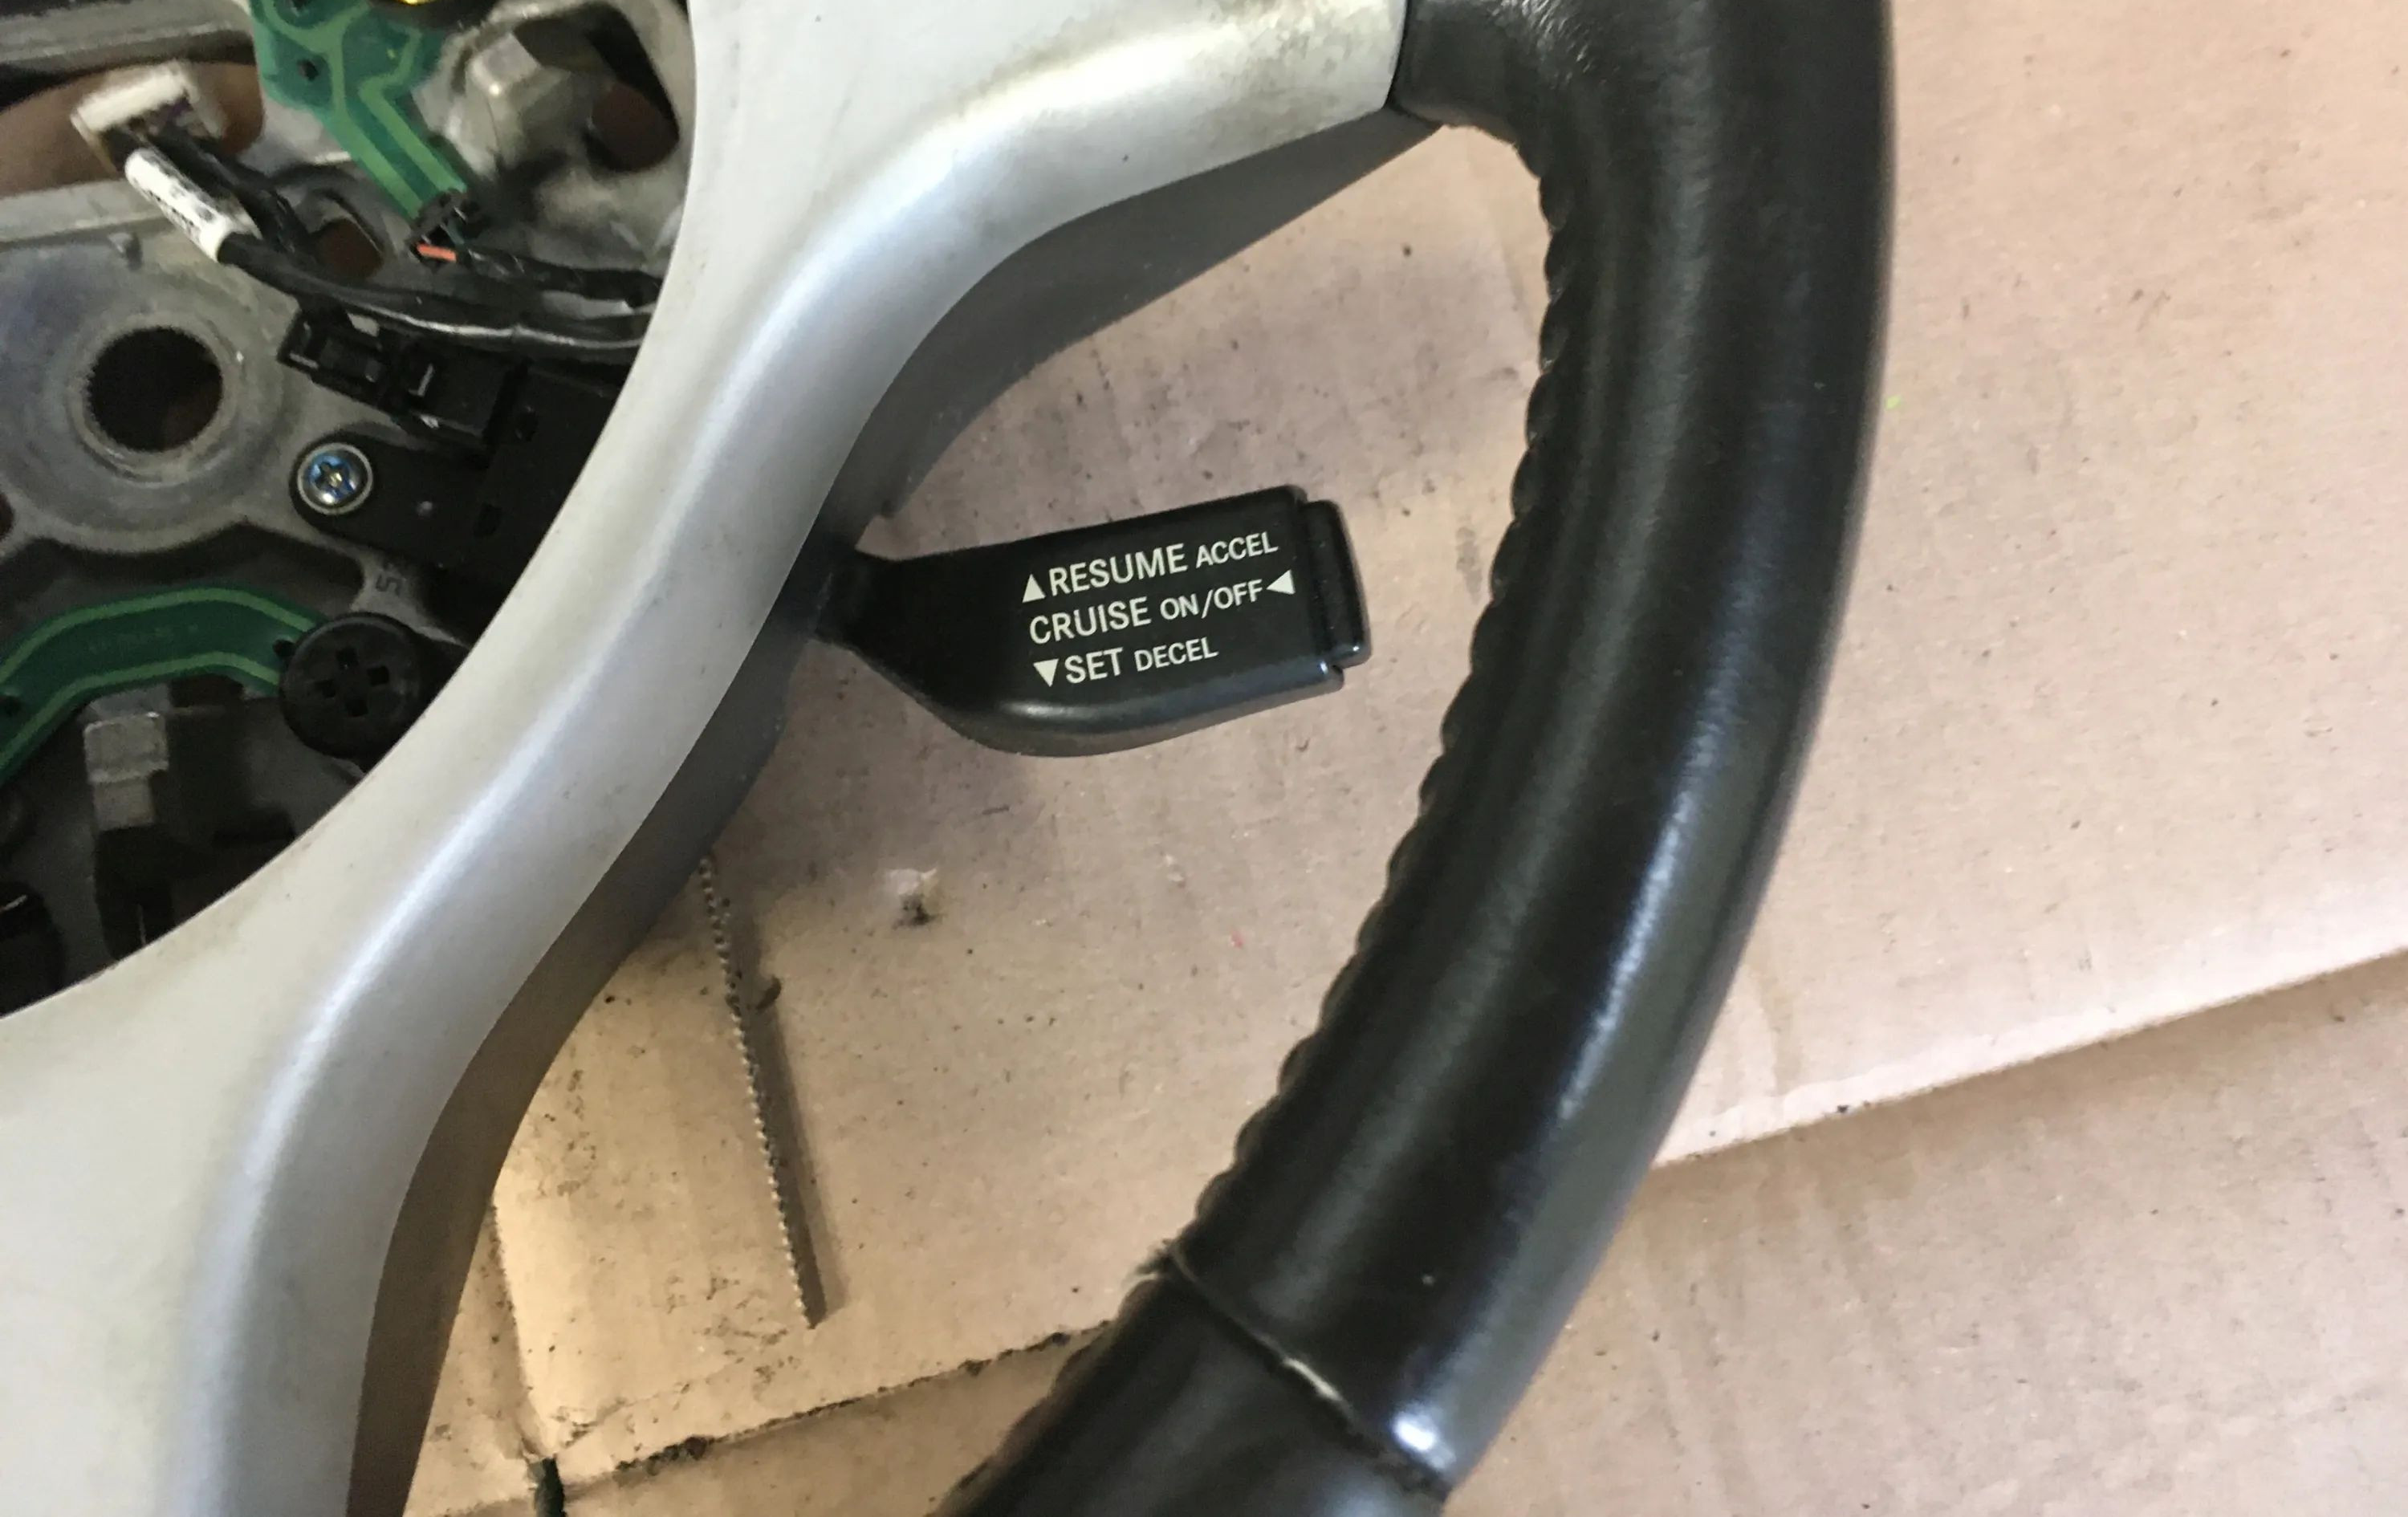 ▲RESUME ACCEL
CRUISE ON/OFF◀
▼SET DECEL